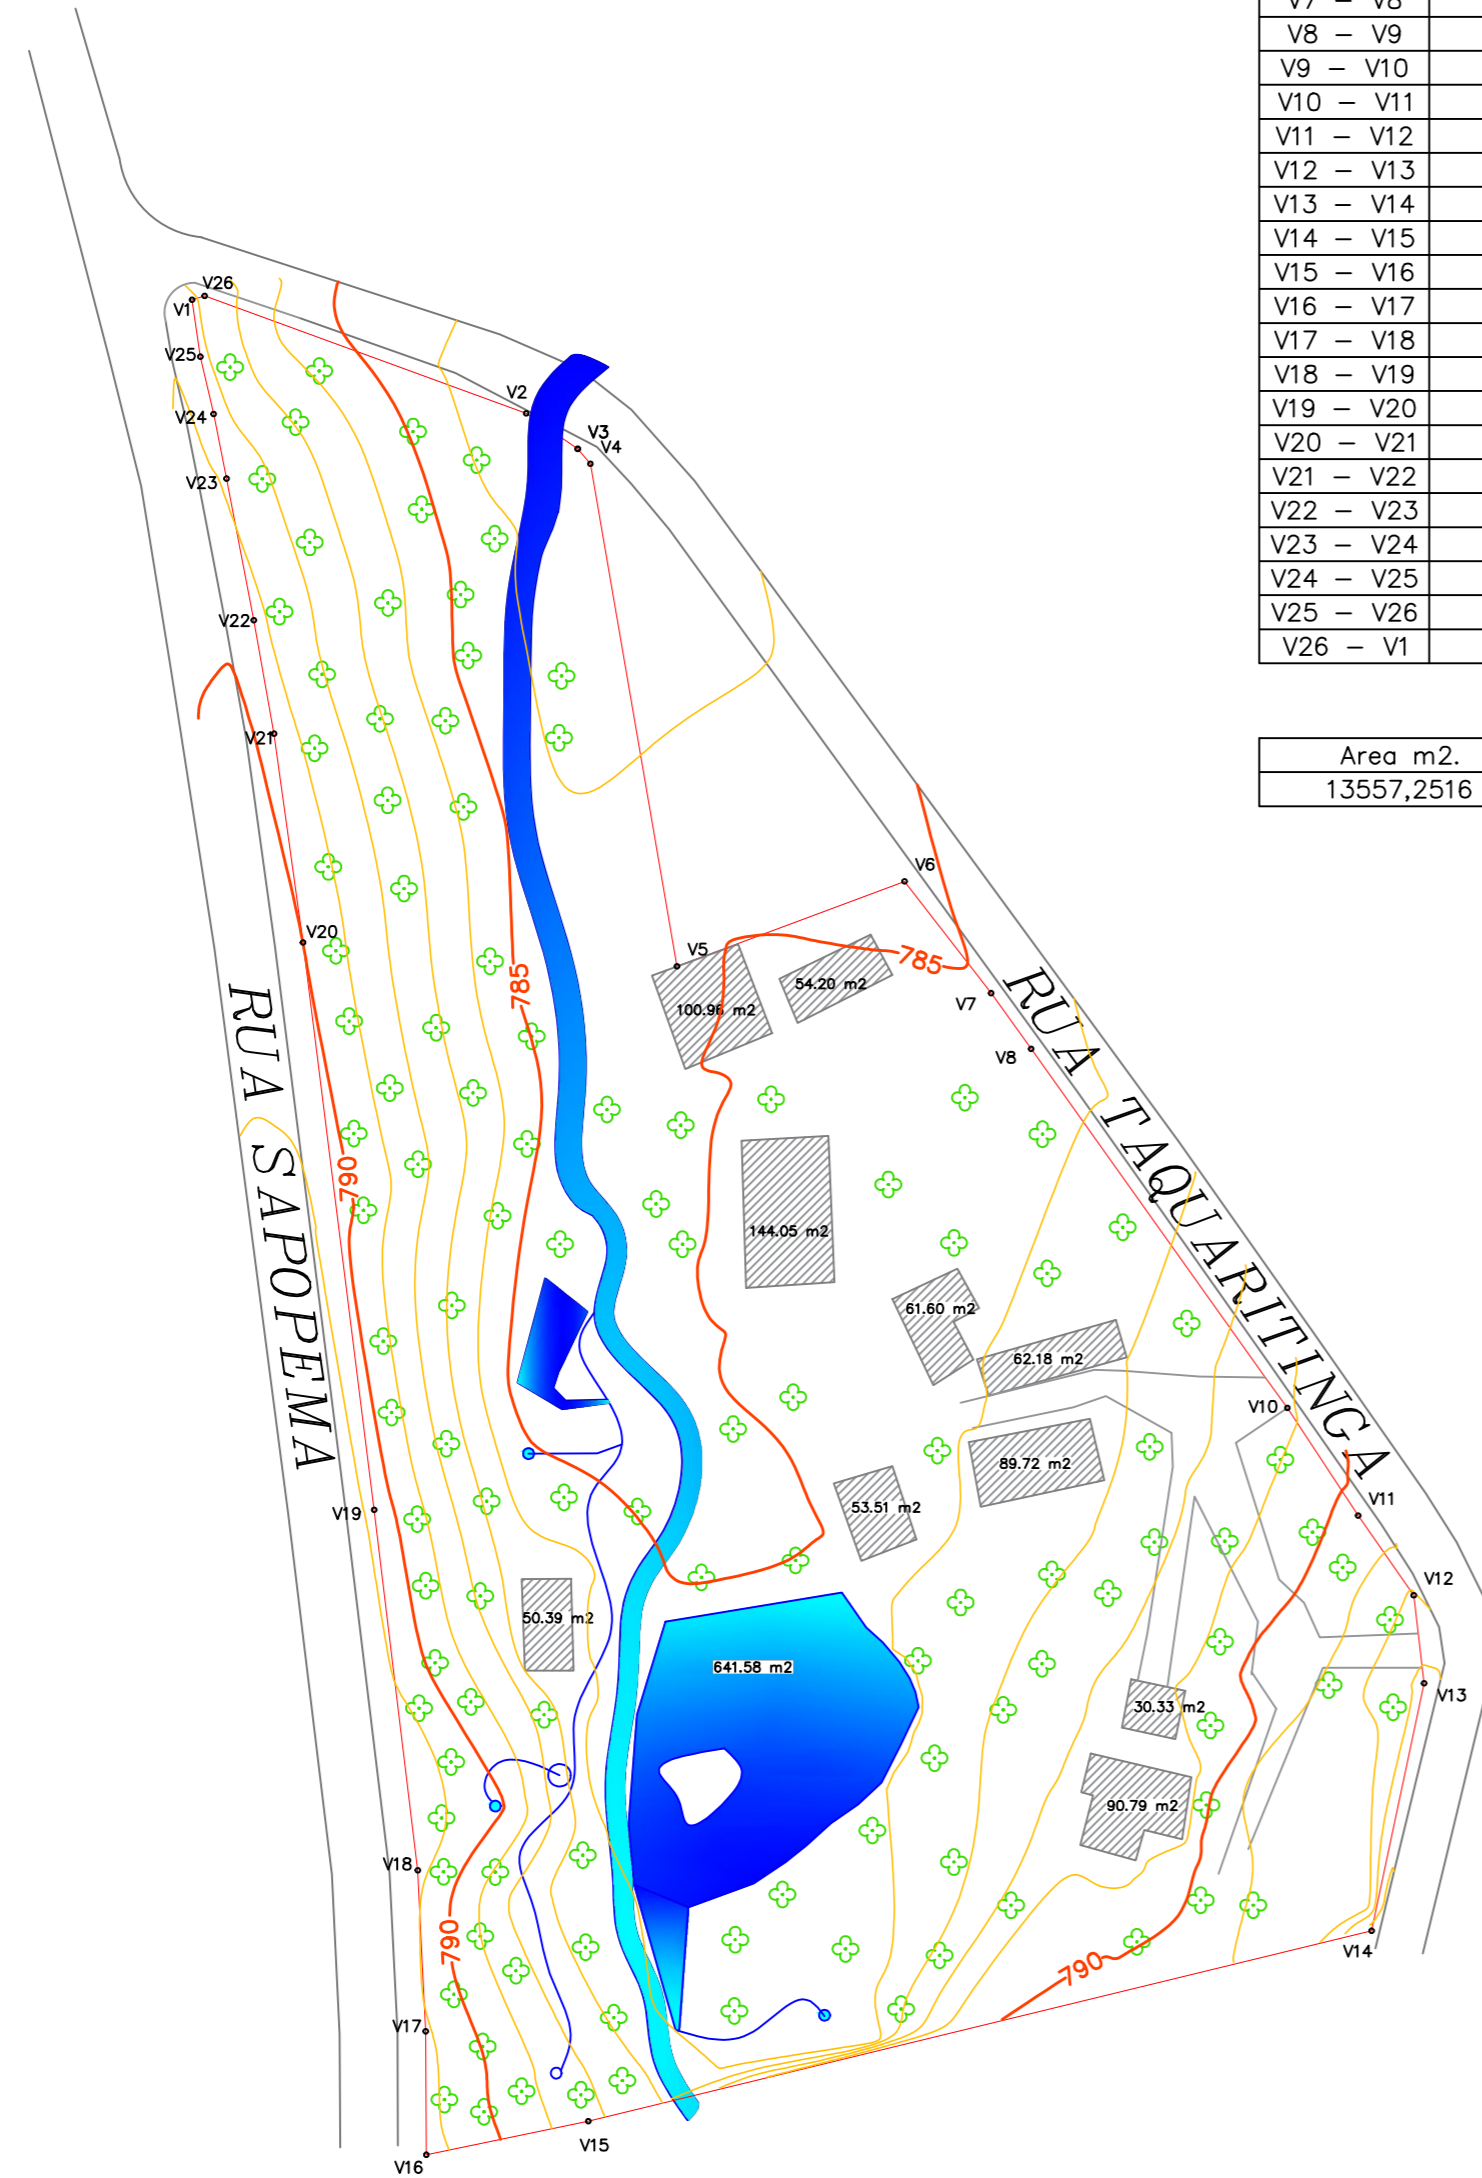 V7 – V8
V8 – V9
V9 – V10
V10 – V11
V11 – V12
V12 – V13
V13 – V14
V14 – V15
V15 – V16
V16 – V17
V17 – V18
V18 – V19
V19 – V20
V20 – V21
V21 – V22
V22 – V23
V23 – V24
V24 – V25
V25 – V26
V26 – V1
Area m2.
13557,2516
V26
V1
V25
V2
V24
V3
V4
V23
V22
V21
V6
V20
V5
785
785
54.20 m2
100.96 m2
V7
V8
RUA TAQUARITINGA
RUA SAPOPEMA
790
144.05 m2
61.60 m2
62.18 m2
V10
89.72 m2
53.51 m2
V11
V19
V12
50.39 m2
641.58 m2
V13
30.33 m2
90.79 m2
V18
790
V14
790
V17
V15
V16